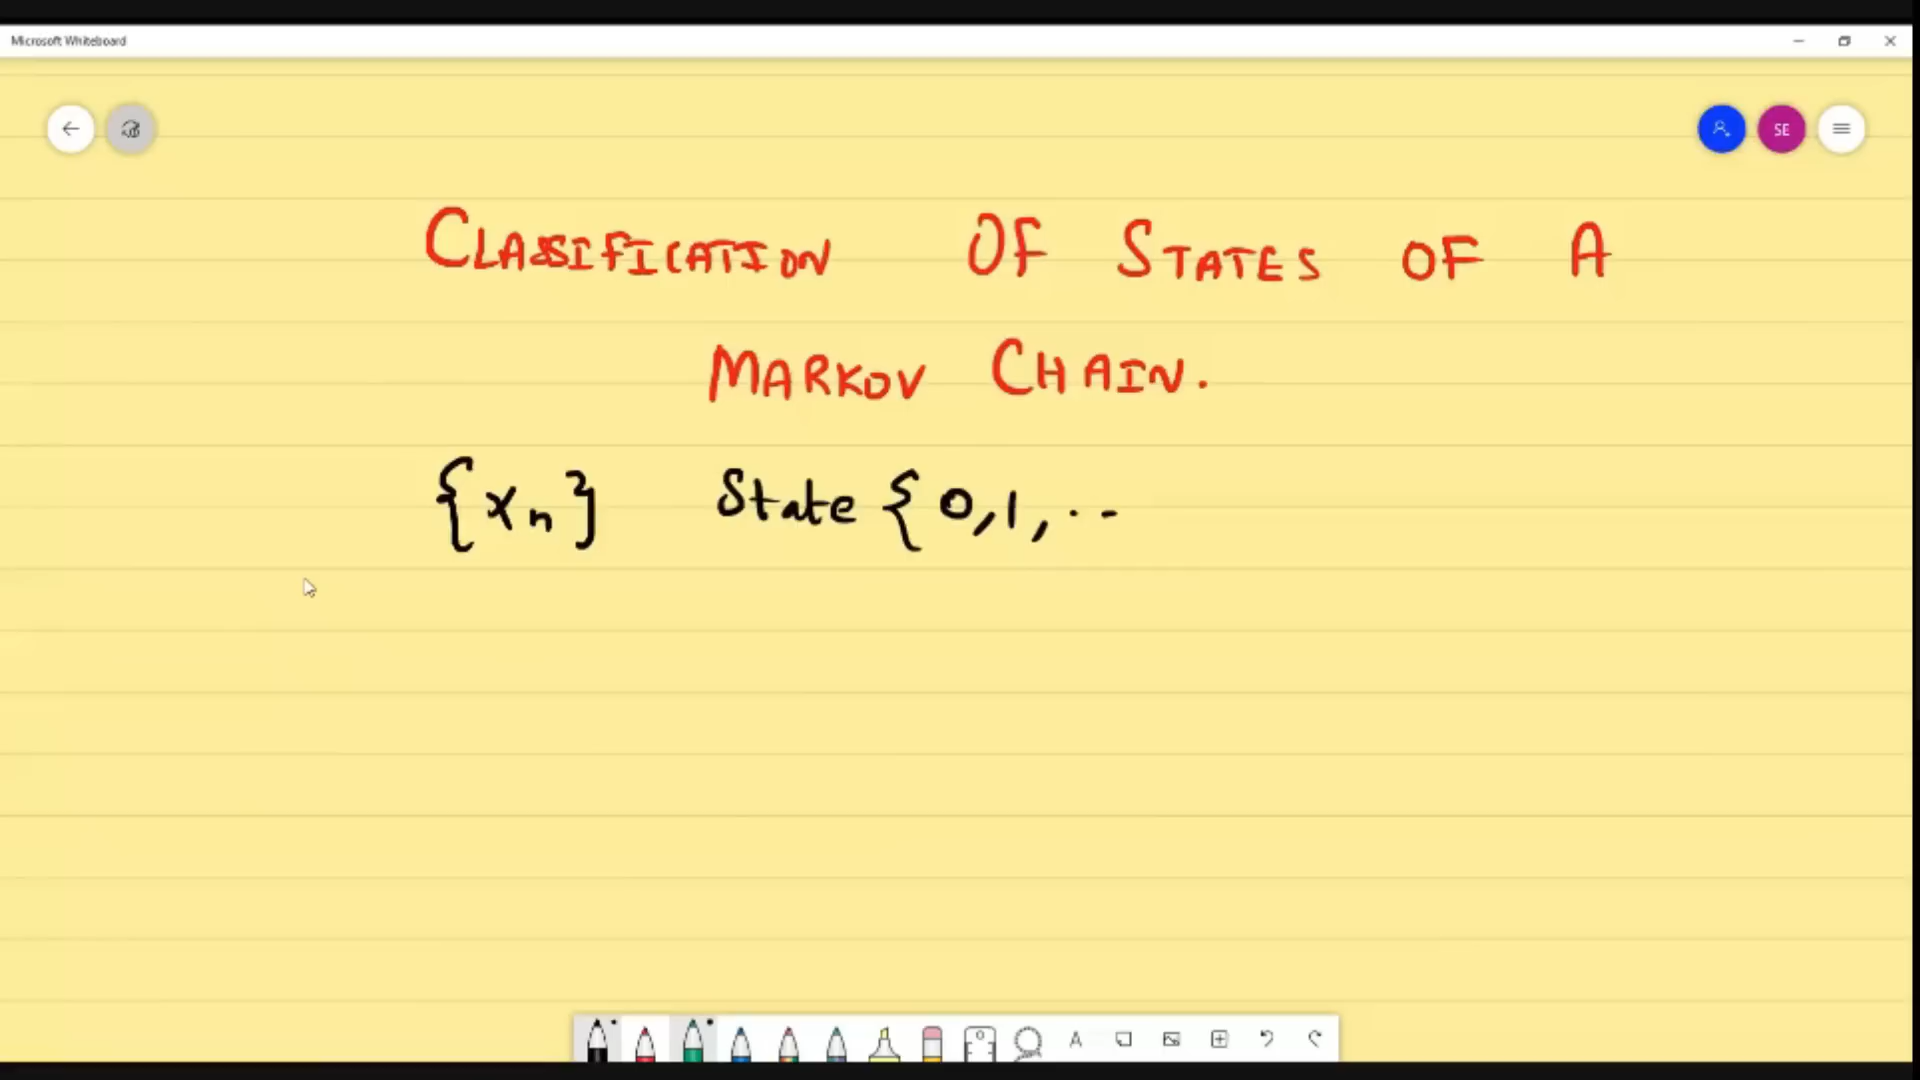 Microsoft Whiteboard
SE
CLASSIFICATION OF STATES OF A
MARKOV CHAIN.
{xn} State {0,1,..-
A